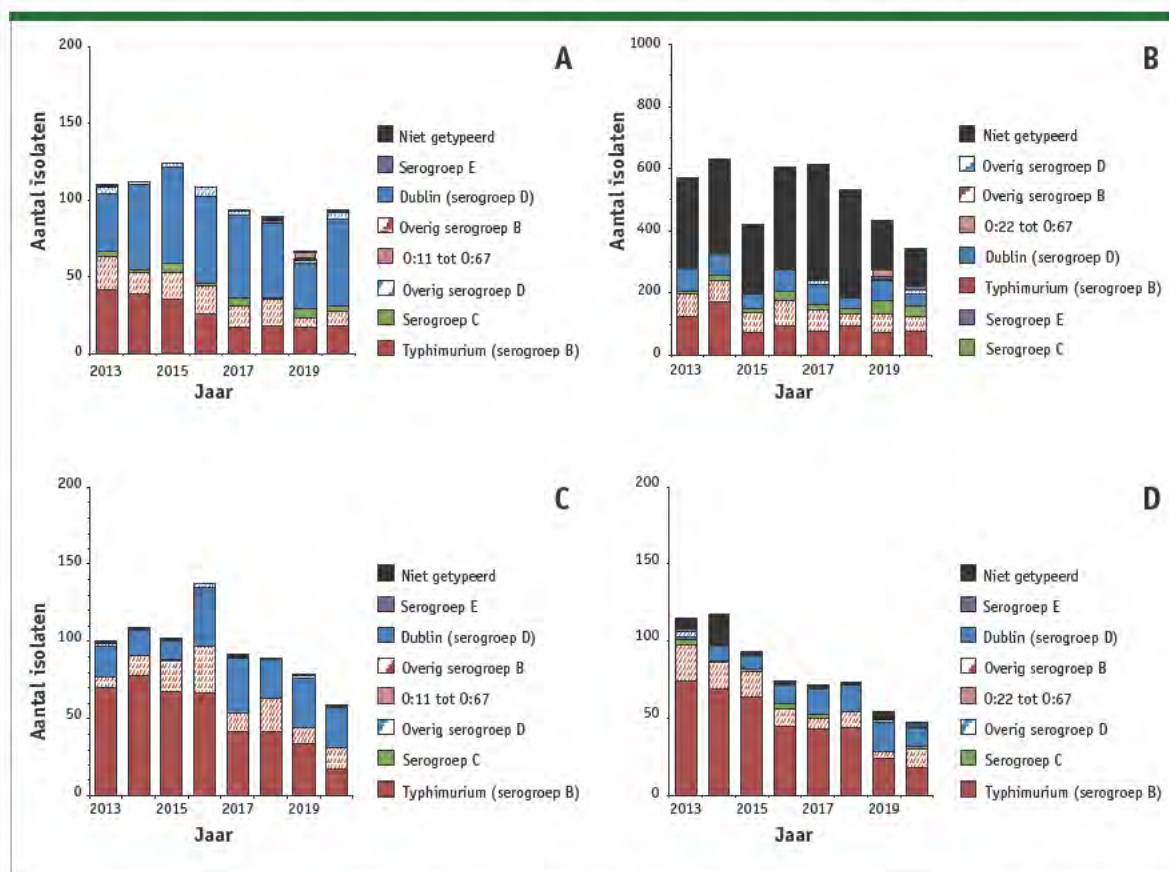 A
Aantal isolaten
200
150
100
50
0
2013 2015 2017 2019
Jaar
Niet getypeerd
Serogroep E
Dublin (serogroep D)
Overig serogroep B
O:11 tot O:67
Overig serogroep D
Serogroep C
Typhimurium (serogroep B)
B
Aantal isolaten
1000
800
600
400
200
0
2013 2015 2017 2019
Jaar
Niet getypeerd
Overig serogroep D
Overig serogroep B
O:22 tot O:67
Dublin (serogroep D)
Typhimurium (serogroep B)
Serogroep E
Serogroep C
C
Aantal isolaten
200
150
100
50
0
2013 2015 2017 2019
Jaar
Niet getypeerd
Serogroep E
Dublin (serogroep D)
Overig serogroep B
O:11 tot O:67
Overig serogroep D
Serogroep C
Typhimurium (serogroep B)
D
Aantal isolaten
200
150
100
50
0
2013 2015 2017 2019
Jaar
Niet getypeerd
Serogroep E
Dublin (serogroep D)
Overig serogroep B
O:22 tot O:67
Overig serogroep D
Serogroep C
Typhimurium (serogroep B)